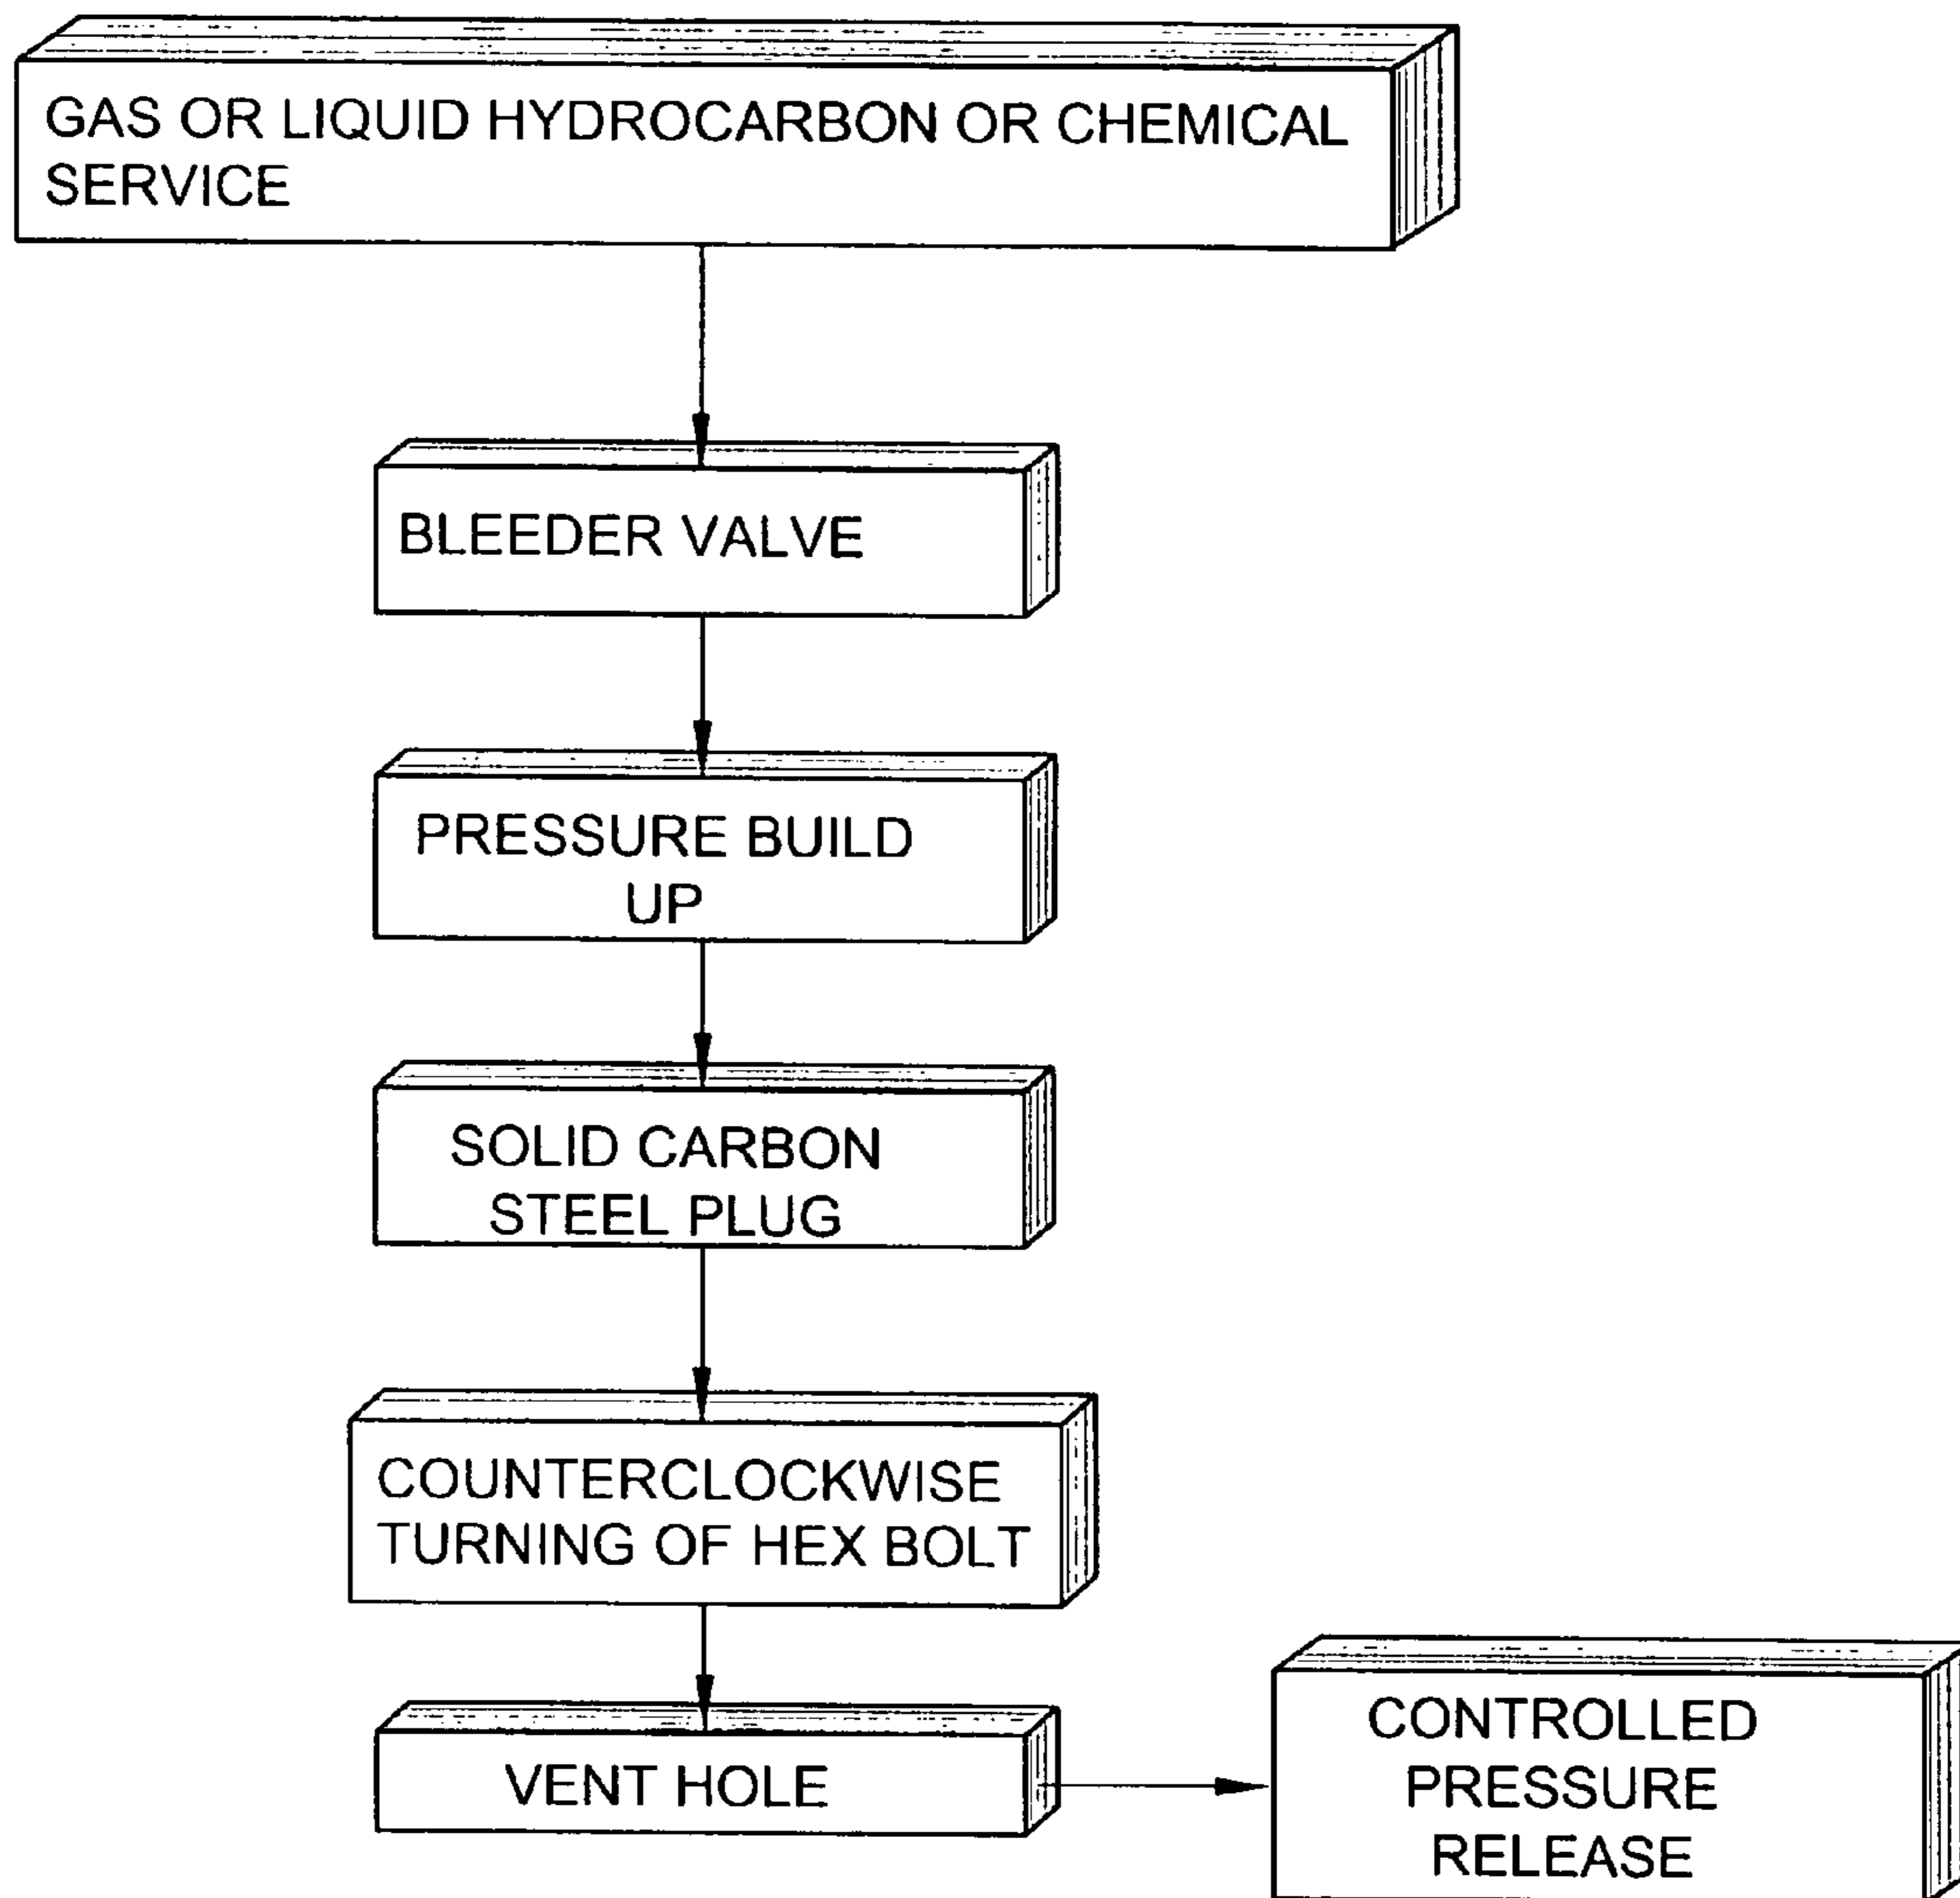 GAS OR LIQUID HYDROCARBON OR CHEMICAL
SERVICE
BLEEDER VALVE
PRESSURE BUILD
UP
SOLID CARBON
STEEL PLUG
COUNTERCLOCKWISE
TURNING OF HEX BOLT
VENT HOLE
CONTROLLED
PRESSURE
RELEASE